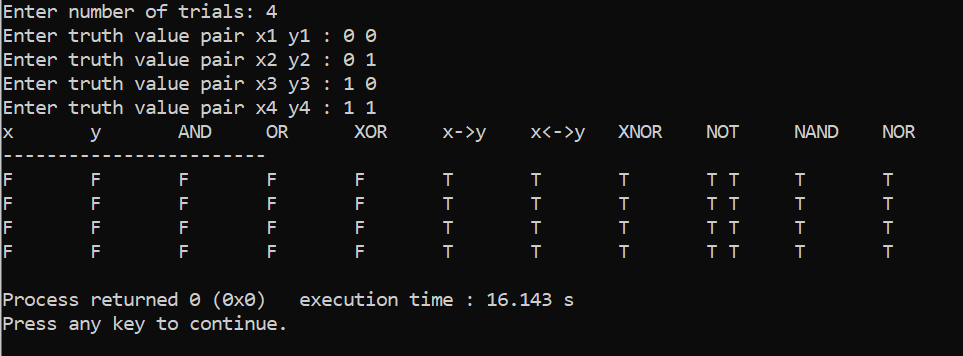 Enter number of trials: 4
Enter truth value pair x1 y1 : 0 0
Enter truth value pair x2 y2 : 0 1
Enter truth value pair x3 y3 : 1 0
Enter truth value pair x4 y4 : 1 1
x y AND OR XOR x->y x<->y XNOR NOT NAND NOR
------------------------
F F F F F T T T T T T T
F F F F F T T T T T T T
F F F F F T T T T T T T
F F F F F T T T T T T T
Process returned 0 (0x0) execution time : 16.143 s
Press any key to continue.